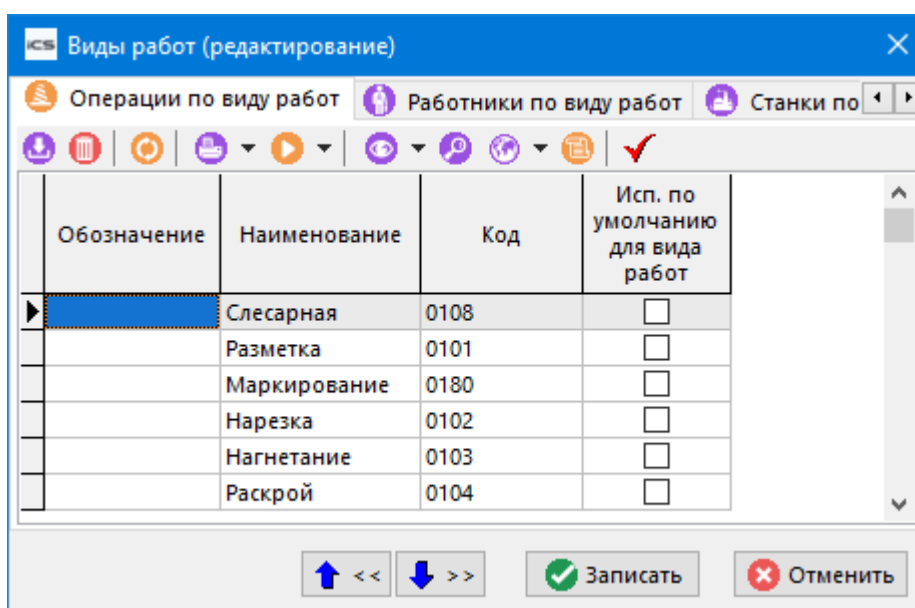 iCS Виды работ (редактирование)
Операции по виду работ Работники по виду работ Станки по
Обозначение Наименование Код Исп. по
умолчанию
для вида
работ
Слесарная 0108
Разметка 0101
Маркирование 0180
Нарезка 0102
Нагнетание 0103
Раскрой 0104
<< >> Записать Отменить